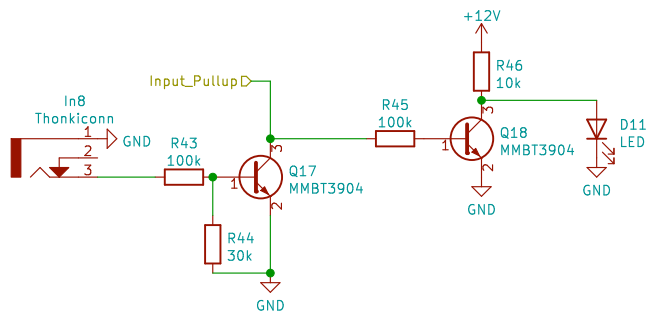 +12V
R46
10k
Input_Pullup
In8
Thonkiconn
1
GND
2
3
R43
100k
R45
100k
3
1
2
Q18
MMBT3904
D11
LED
GND
GND
3
1
2
Q17
MMBT3904
R44
30k
GND